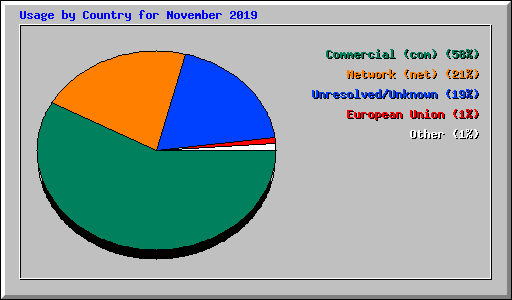 Usage by Country for November 2019
Commercial (com) (58%)
Network (net) (21%)
Unresolved/Unknown (19%)
European Union (1%)
Other (1%)